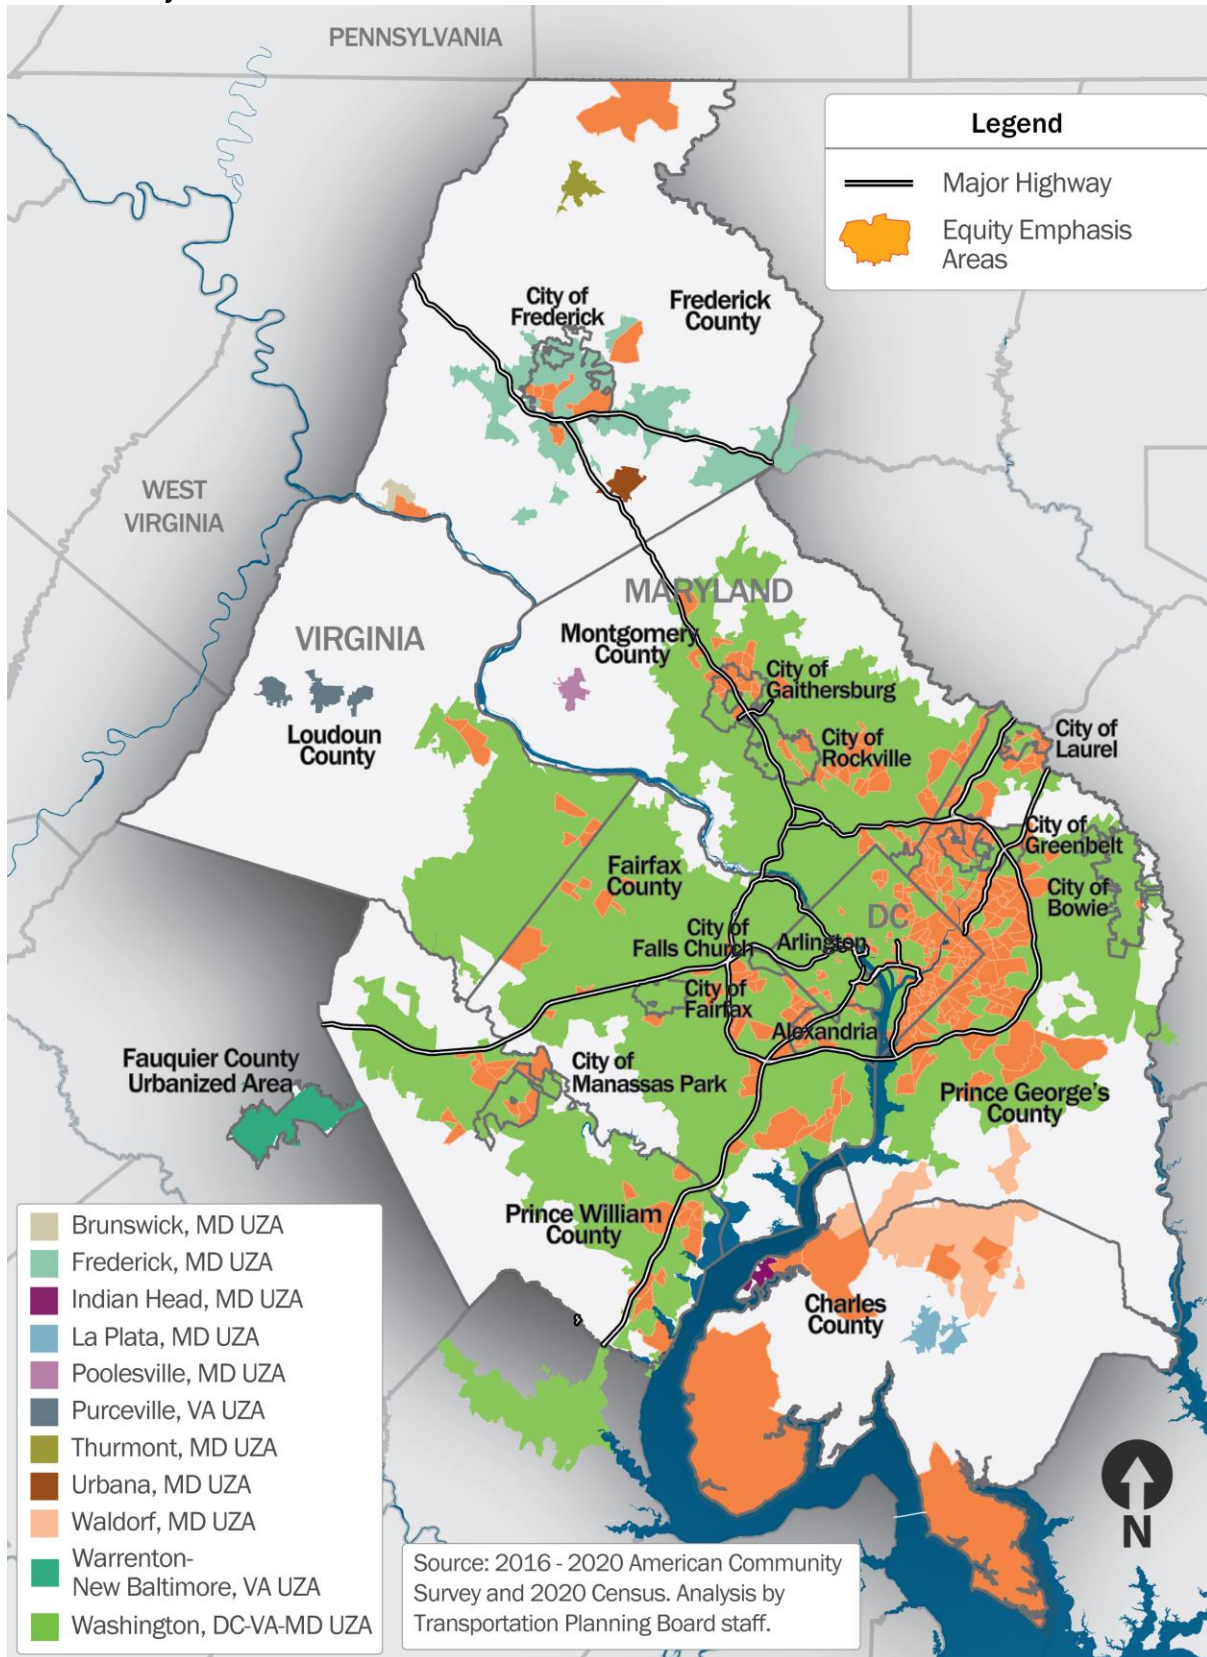 PENNSYLVANIA
Legend
Major Highway
Equity Emphasis
Areas
City of
Frederick
Frederick
County
WEST
VIRGINIA
MARYLAND
VIRGINIA
Montgomery
County
City of
Gaithersburg
Loudoun
County
City of
Rockville
City of
Laurel
City of
Greenbelt
Fairfax
County
City of
Bowie
DC
City of
Falls Church
Arlington
City of
Fairfax
Alexandria
Fauquier County
Urbanized Area
City of
Manassas Park
Prince George's
County
Prince William
County
Charles
County
Brunswick, MD UZA
Frederick, MD UZA
Indian Head, MD UZA
La Plata, MD UZA
Poolesville, MD UZA
Purceville, VA UZA
Thurmont, MD UZA
Urbana, MD UZA
Waldorf, MD UZA
Warrenton-
New Baltimore, VA UZA
Washington, DC-VA-MD UZA
Source: 2016 - 2020 American Community
Survey and 2020 Census. Analysis by
Transportation Planning Board staff.
N